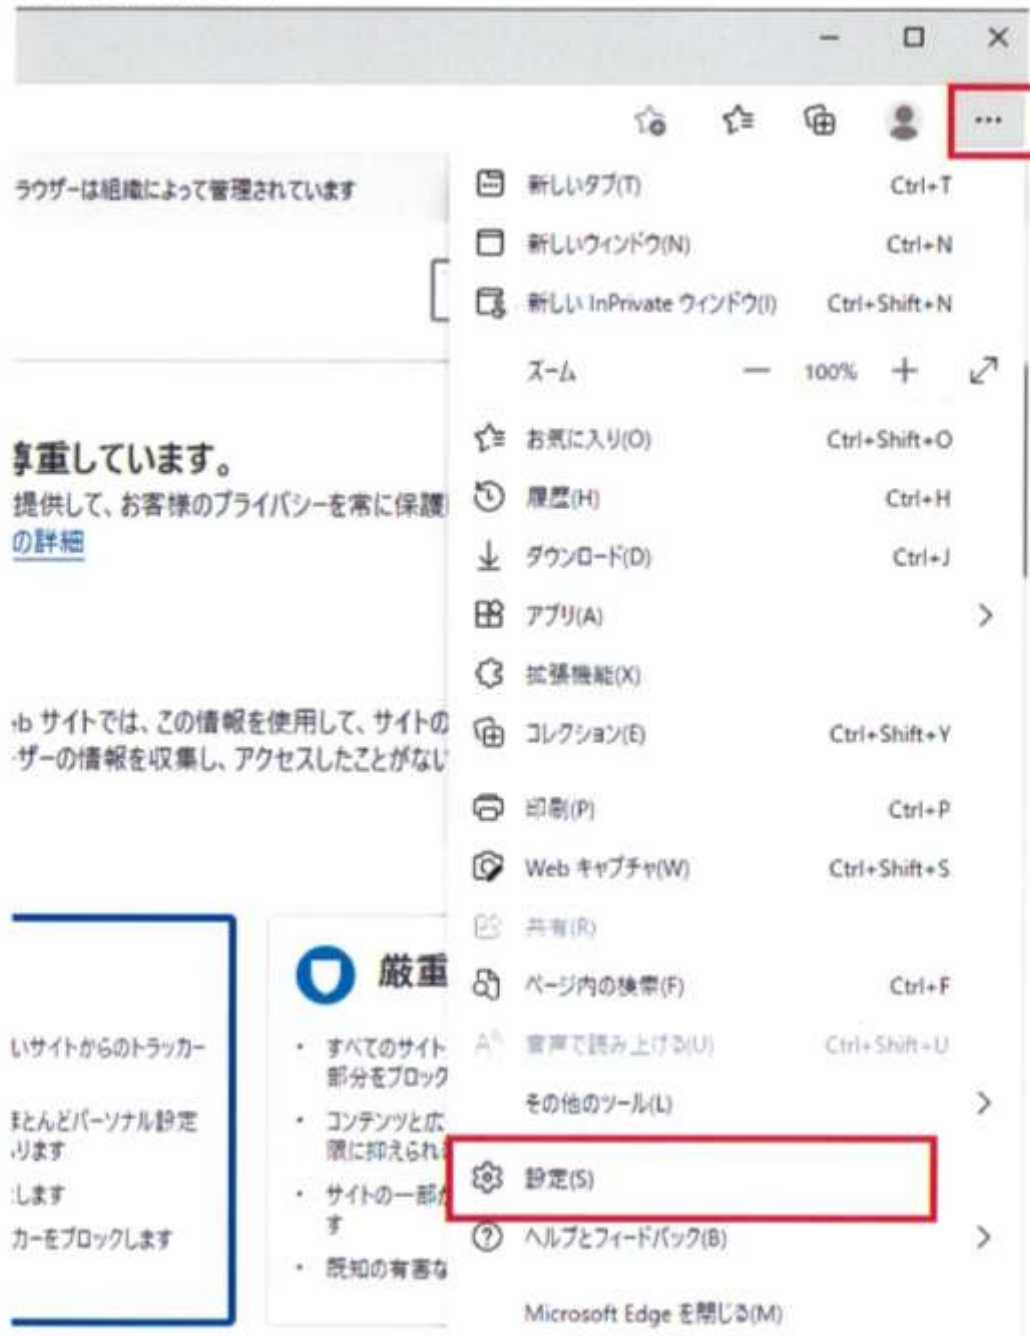 ラウザーは組織によって管理されています
新しいタブ(T) Ctrl+T
新しいウィンドウ(N) Ctrl+N
新しい InPrivate ウィンドウ(I) Ctrl+Shift+N
ズーム 100%
お気に入り(O) Ctrl+Shift+O
履歴(H) Ctrl+H
ダウンロード(D) Ctrl+J
アプリ(A)
拡張機能(X)
コレクション(E) Ctrl+Shift+Y
印刷(P) Ctrl+P
Web キャプチャ(W) Ctrl+Shift+S
共有(R)
ページ内の検索(F) Ctrl+F
音声で読み上げる(U) Ctrl+Shift+U
その他のツール(L)
設定(S)
ヘルプとフィードバック(B)
Microsoft Edge を閉じる(M)
重しています。
提供して、お客様のプライバシーを常に保護
の詳細
サイトでは、この情報を使用して、サイトの
ザーの情報を収集し、アクセスしたことがない
いサイトからのトラッカー
ほとんどパーソナル設定
ります
します
カーをブロックします
厳重
・ すべてのサイト
部分をブロック
・ コンテンツと広
限に抑えられ
・ サイトの一部
す
・ 既知の有害な